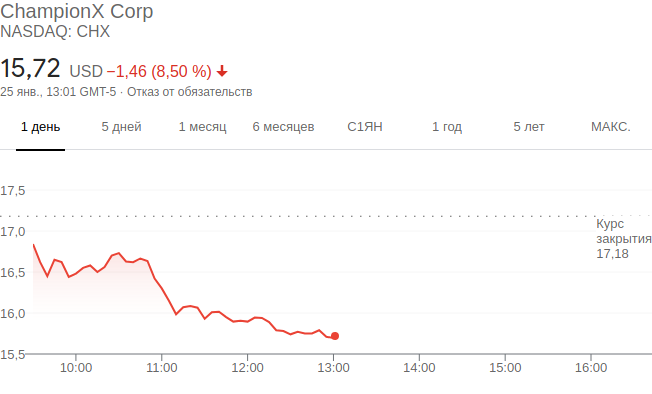 ChampionX Corp
NASDAQ: CHX
15,72 USD −1,46 (8,50 %)
25 янв., 13:01 GMT-5 · Отказ от обязательств
1 день 5 дней 1 месяц 6 месяцев С1ЯН 1 год 5 лет МАКС.
17,5
Курс
закрытия
17,18
17,0
16,5
16,0
15,5
10:00 11:00 12:00 13:00 14:00 15:00 16:00